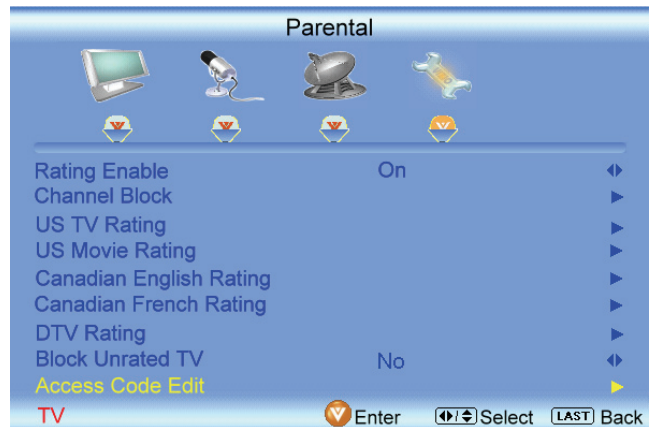 Parental
Rating Enable On
Channel Block
US TV Rating
US Movie Rating
Canadian English Rating
Canadian French Rating
DTV Rating
Block Unrated TV No
Access Code Edit
TV Enter Select LAST Back